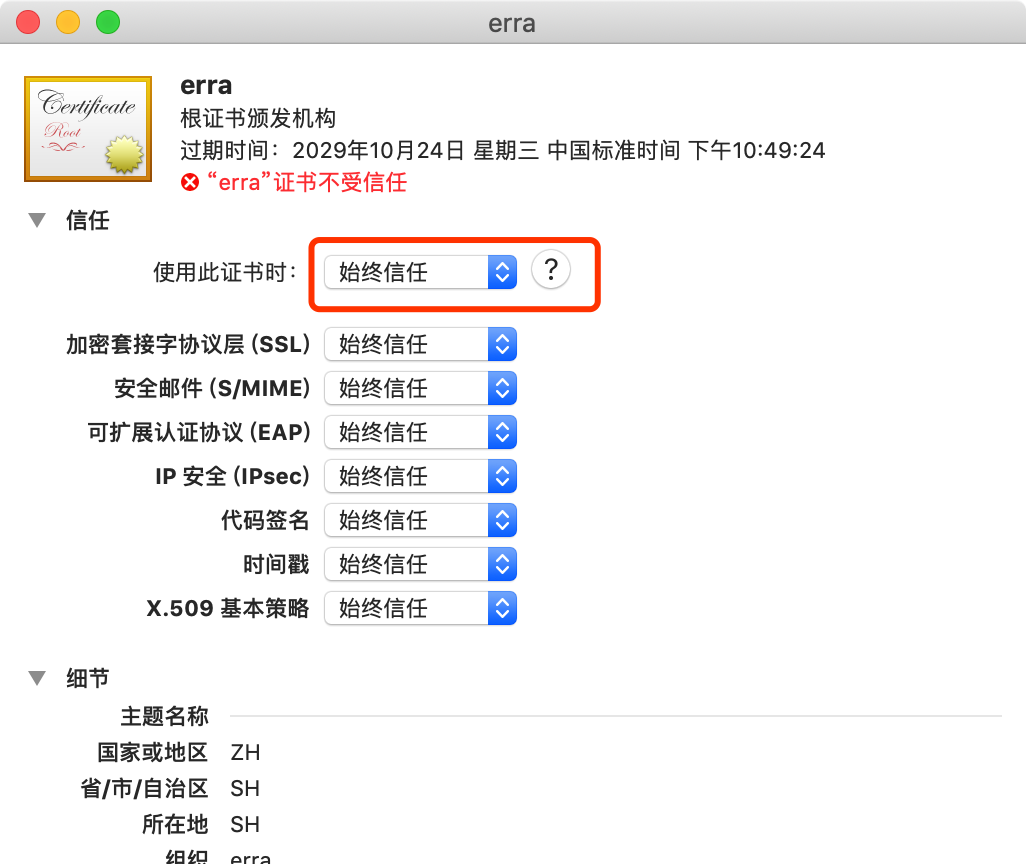 erra
Certificate
Root
erra
根证书颁发机构
过期时间：2029年10月24日 星期三 中国标准时间 下午10:49:24
“erra”证书不受信任
信任
使用此证书时： 始终信任 ?
加密套接字协议层 (SSL) 始终信任
安全邮件 (S/MIME) 始终信任
可扩展认证协议 (EAP) 始终信任
IP 安全 (IPsec) 始终信任
代码签名 始终信任
时间戳 始终信任
X.509 基本策略 始终信任
细节
主题名称
国家或地区 ZH
省/市/自治区 SH
所在地 SH
组织 erra